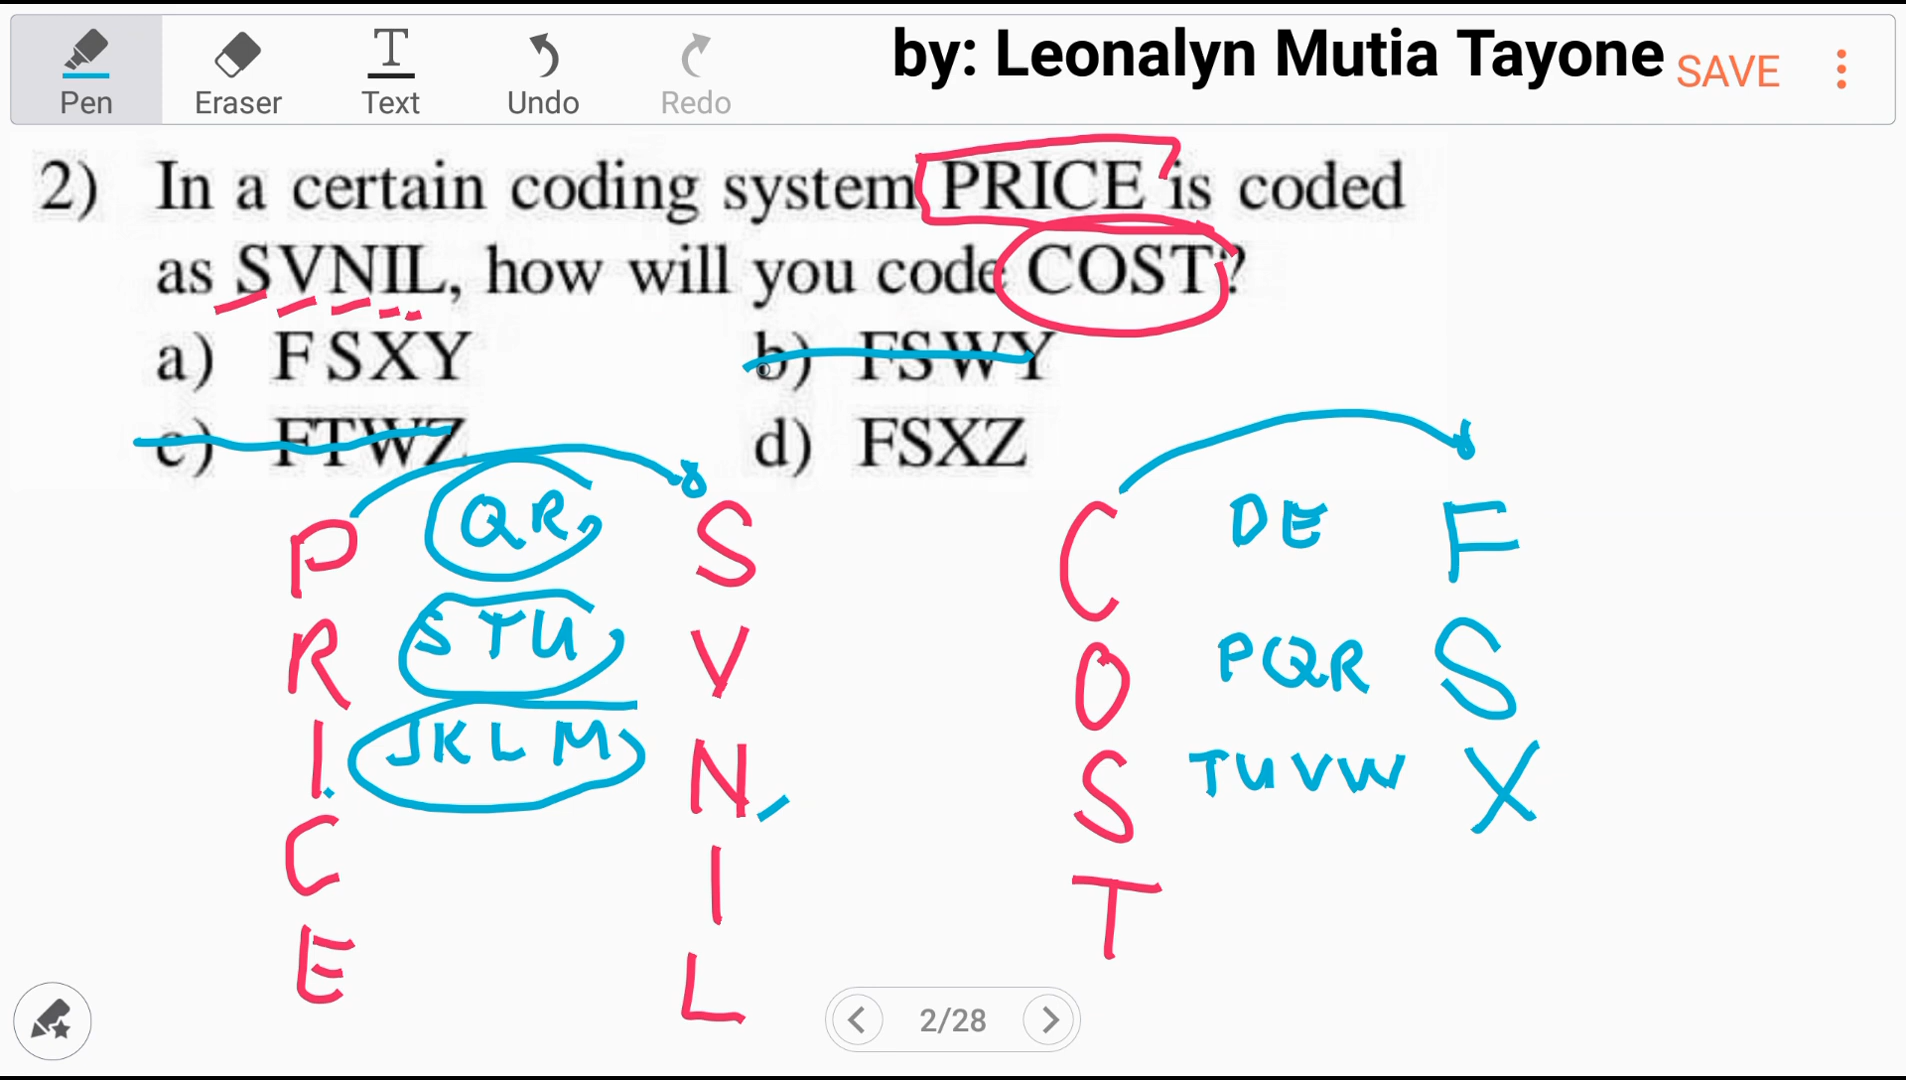 by: Leonalyn Mutia Tayone
SAVE
Pen
Eraser
Text
Undo
Redo
2) In a certain coding system PRICE is coded
as SVNIL, how will you code COST?
a) FSXY
b) FSWY
c) FTWZ
d) FSXZ
P QR S
R STU V
I JKLM N
C I
E L
C DE F
O PQR S
S TUVW X
T
2/28